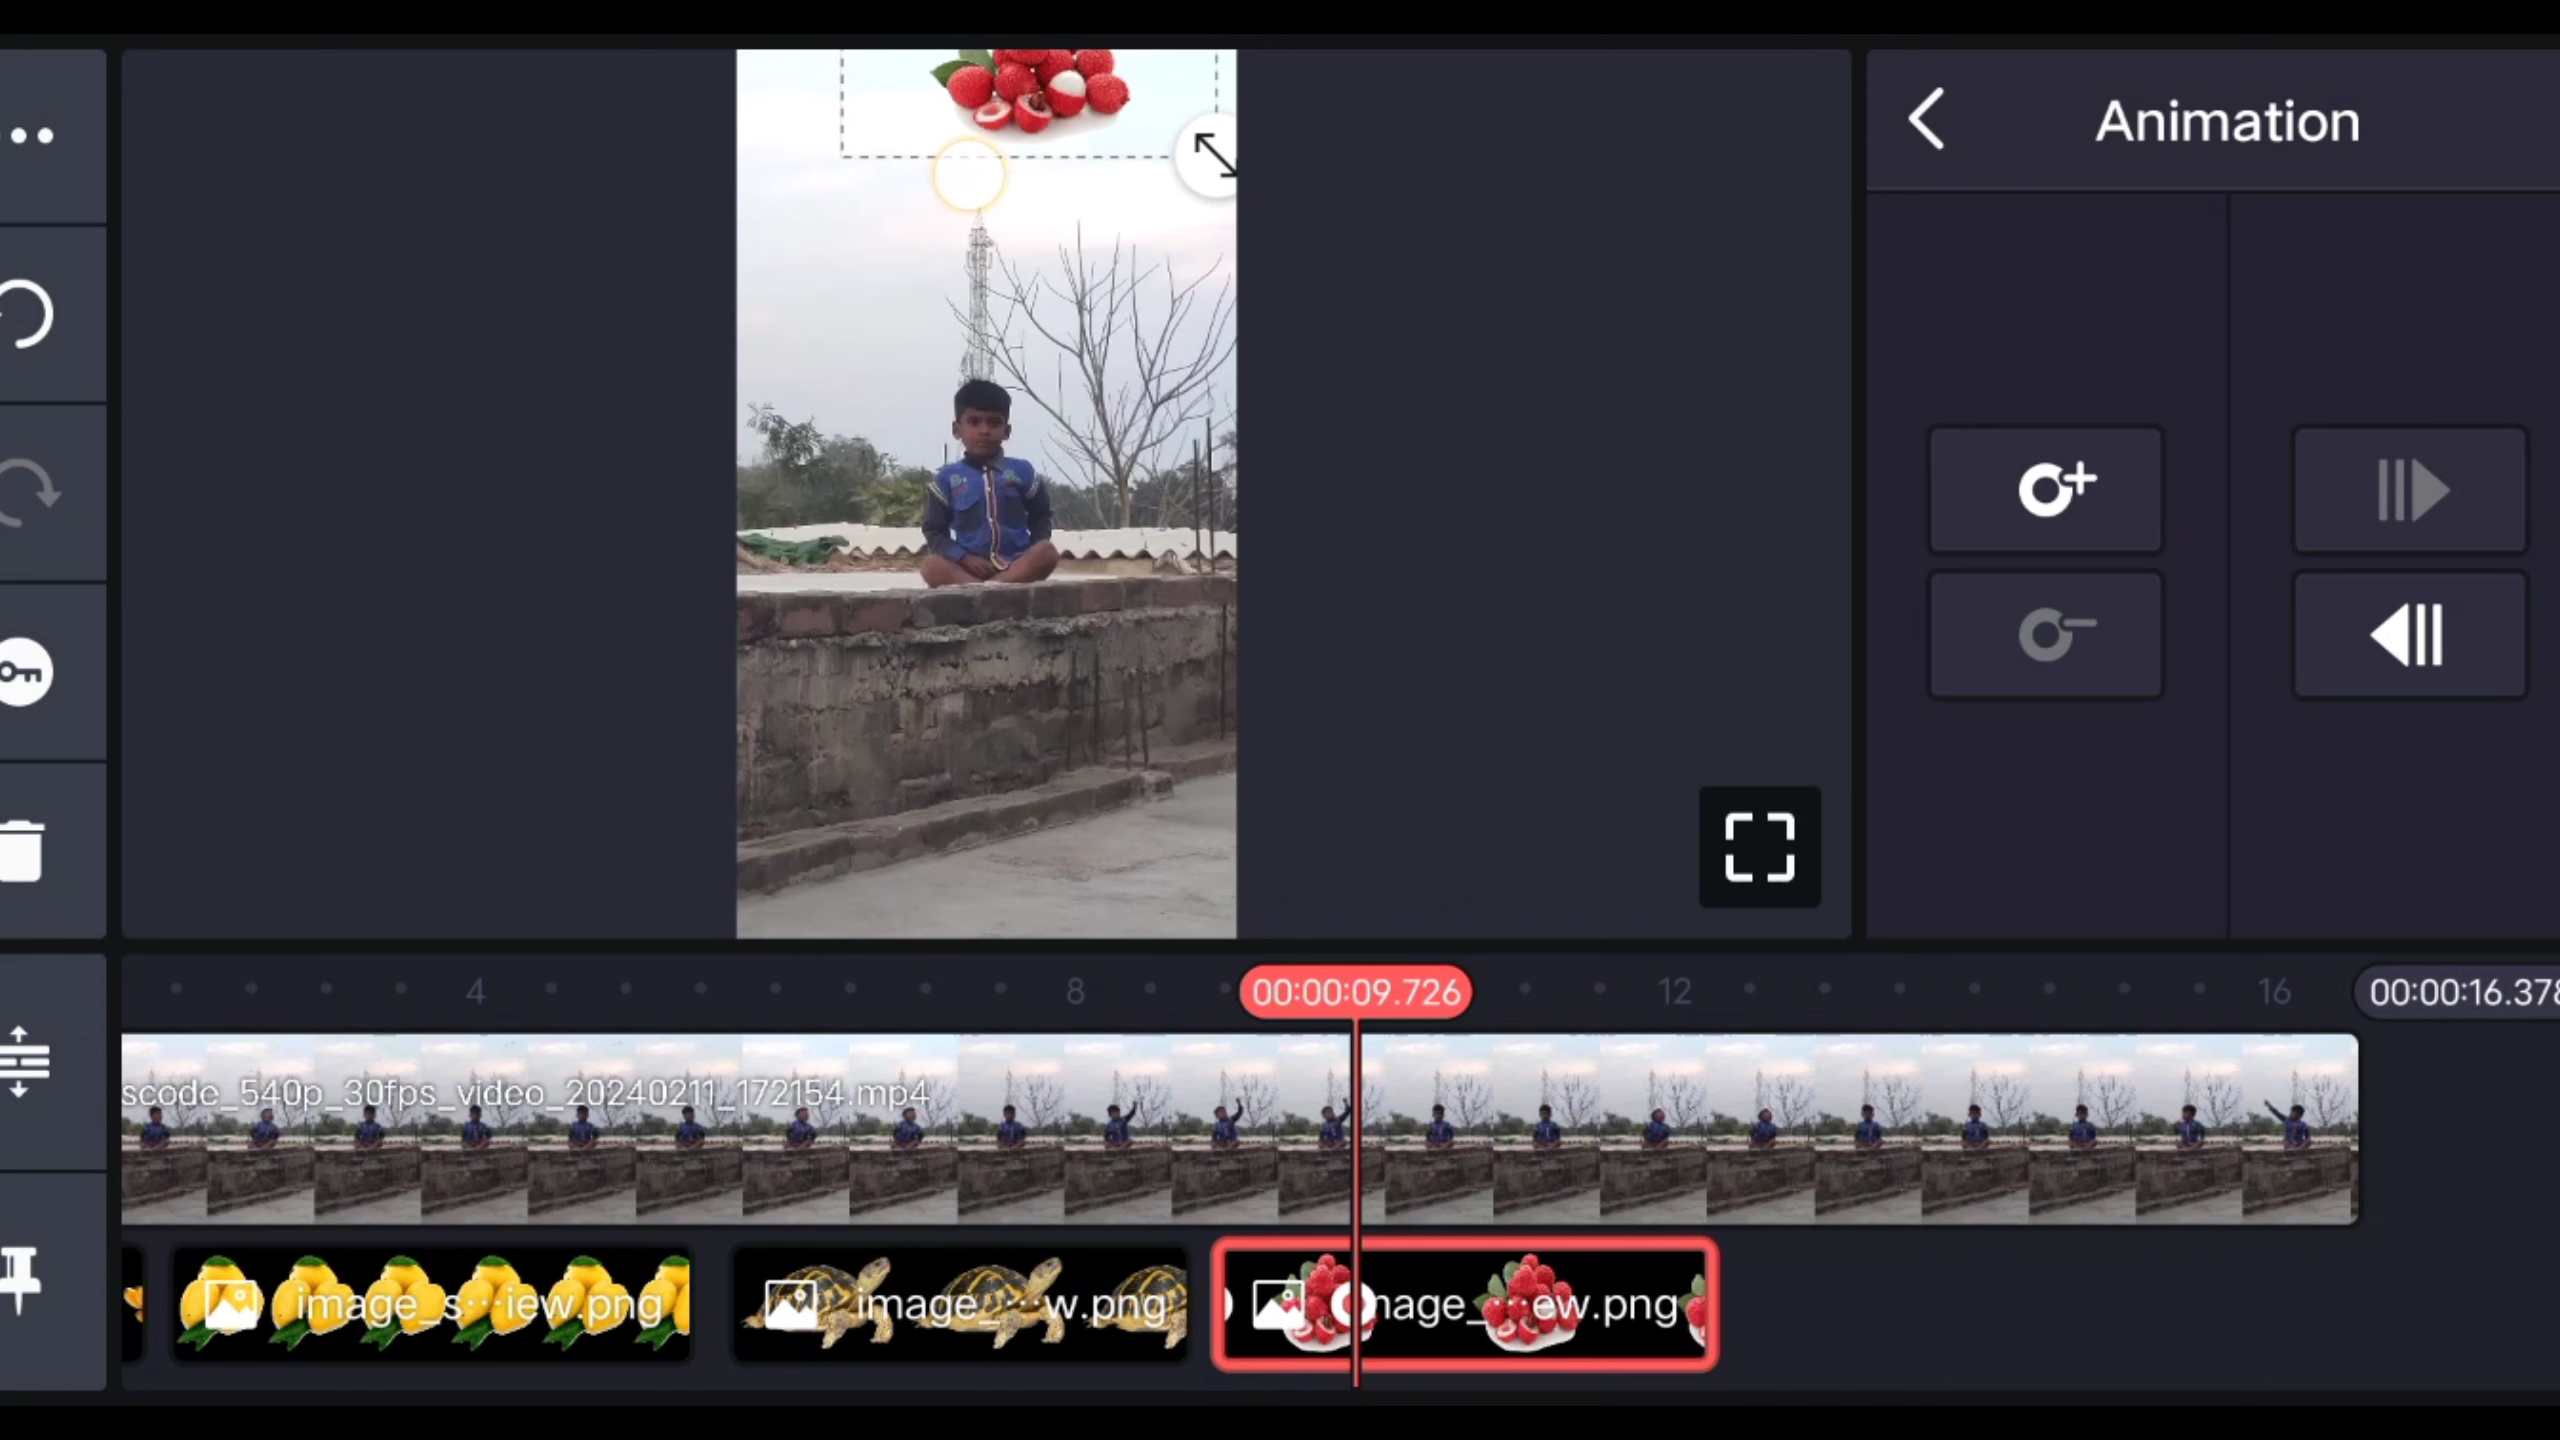 Animation
4
8
00:00:09.726
12
16
00:00:16.378
scode_540p_30fps_video_20240211_172154.mp4
image_s···iew.png
image_···w.png
mage_···ew.png